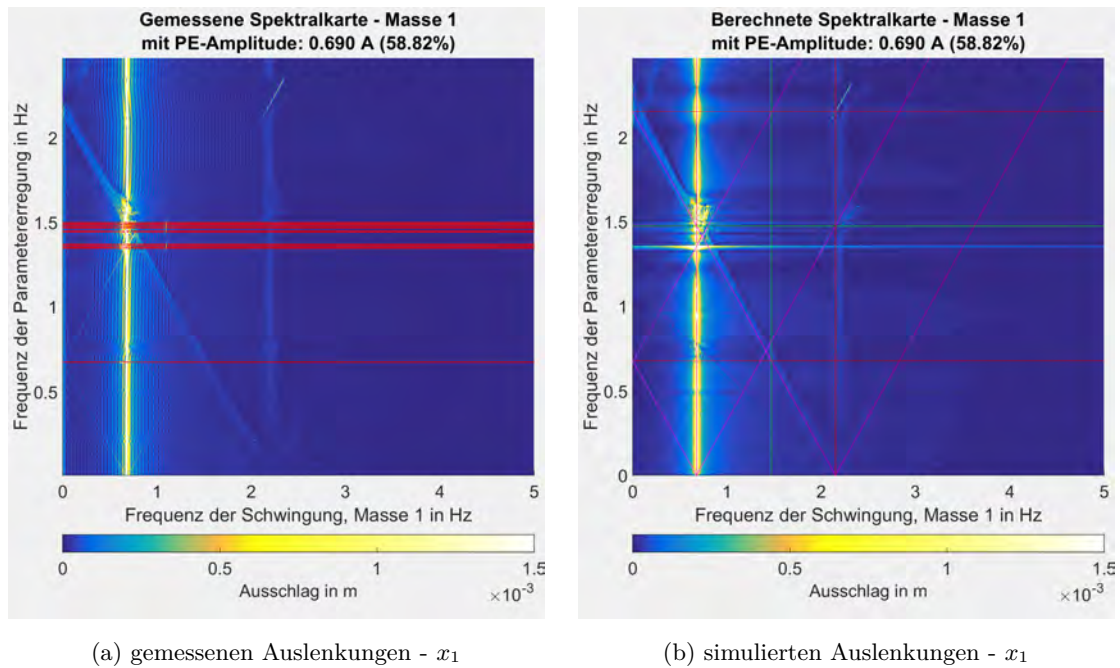 Gemessene Spektralkarte - Masse 1
mit PE-Amplitude: 0.690 A (58.82%)
Frequenz der Parametererregung in Hz
2
1.5
1
0.5
0
0 1 2 3 4 5
Frequenz der Schwingung, Masse 1 in Hz
0 0.5 1 1.5
Ausschlag in m
×10⁻³
(a) gemessenen Auslenkungen - x₁
Berechnete Spektralkarte - Masse 1
mit PE-Amplitude: 0.690 A (58.82%)
Frequenz der Parametererregung in Hz
2
1.5
1
0.5
0
0 1 2 3 4 5
Frequenz der Schwingung, Masse 1 in Hz
0 0.5 1 1.5
Ausschlag in m
×10⁻³
(b) simulierten Auslenkungen - x₁